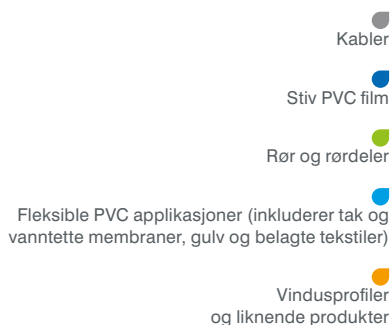 Kabler
Stiv PVC film
Rør og rørdeler
Fleksible PVC applikasjoner (inkluderer tak og
vanntette membraner, gulv og belagte tekstiler)
Vindusprofiler
og liknende produkter